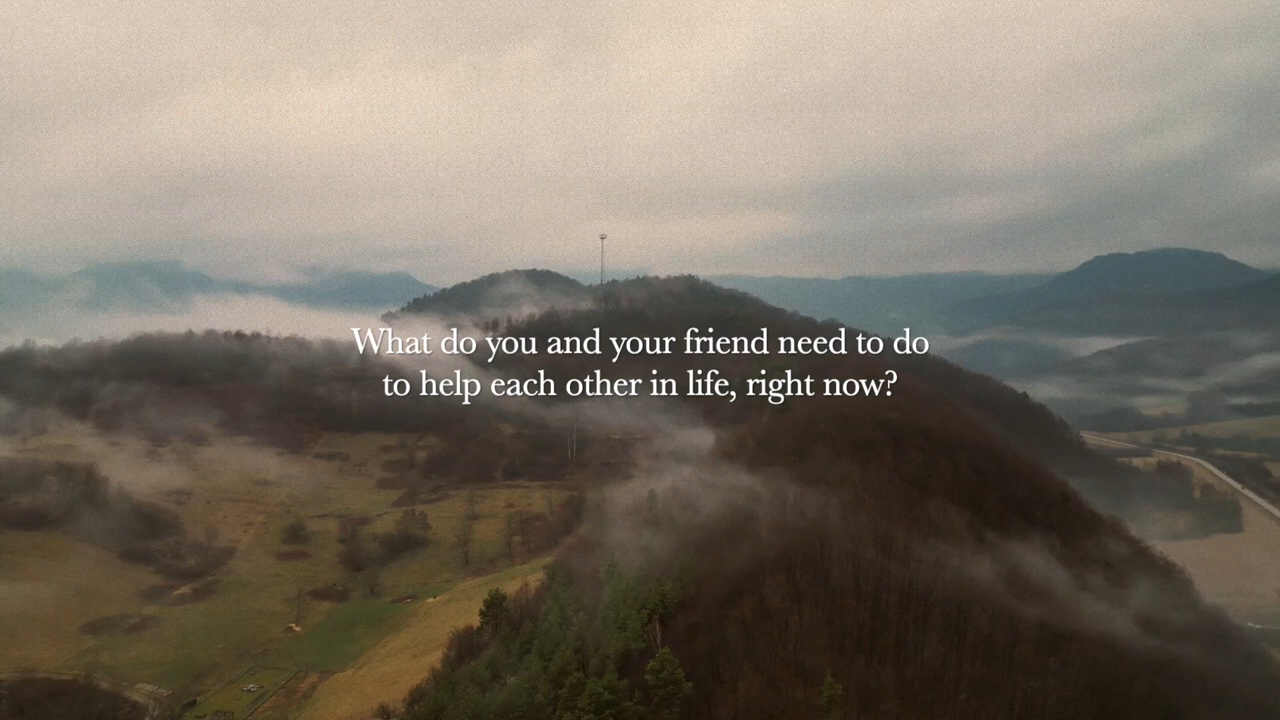 What do you and your friend need to do
to help each other in life, right now?